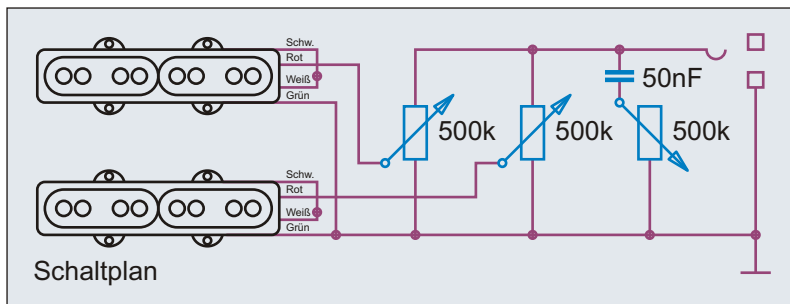 Schw.
Rot
Weiß
Grün
50nF
500k
500k
500k
Schw.
Rot
Weiß
Grün
Schaltplan